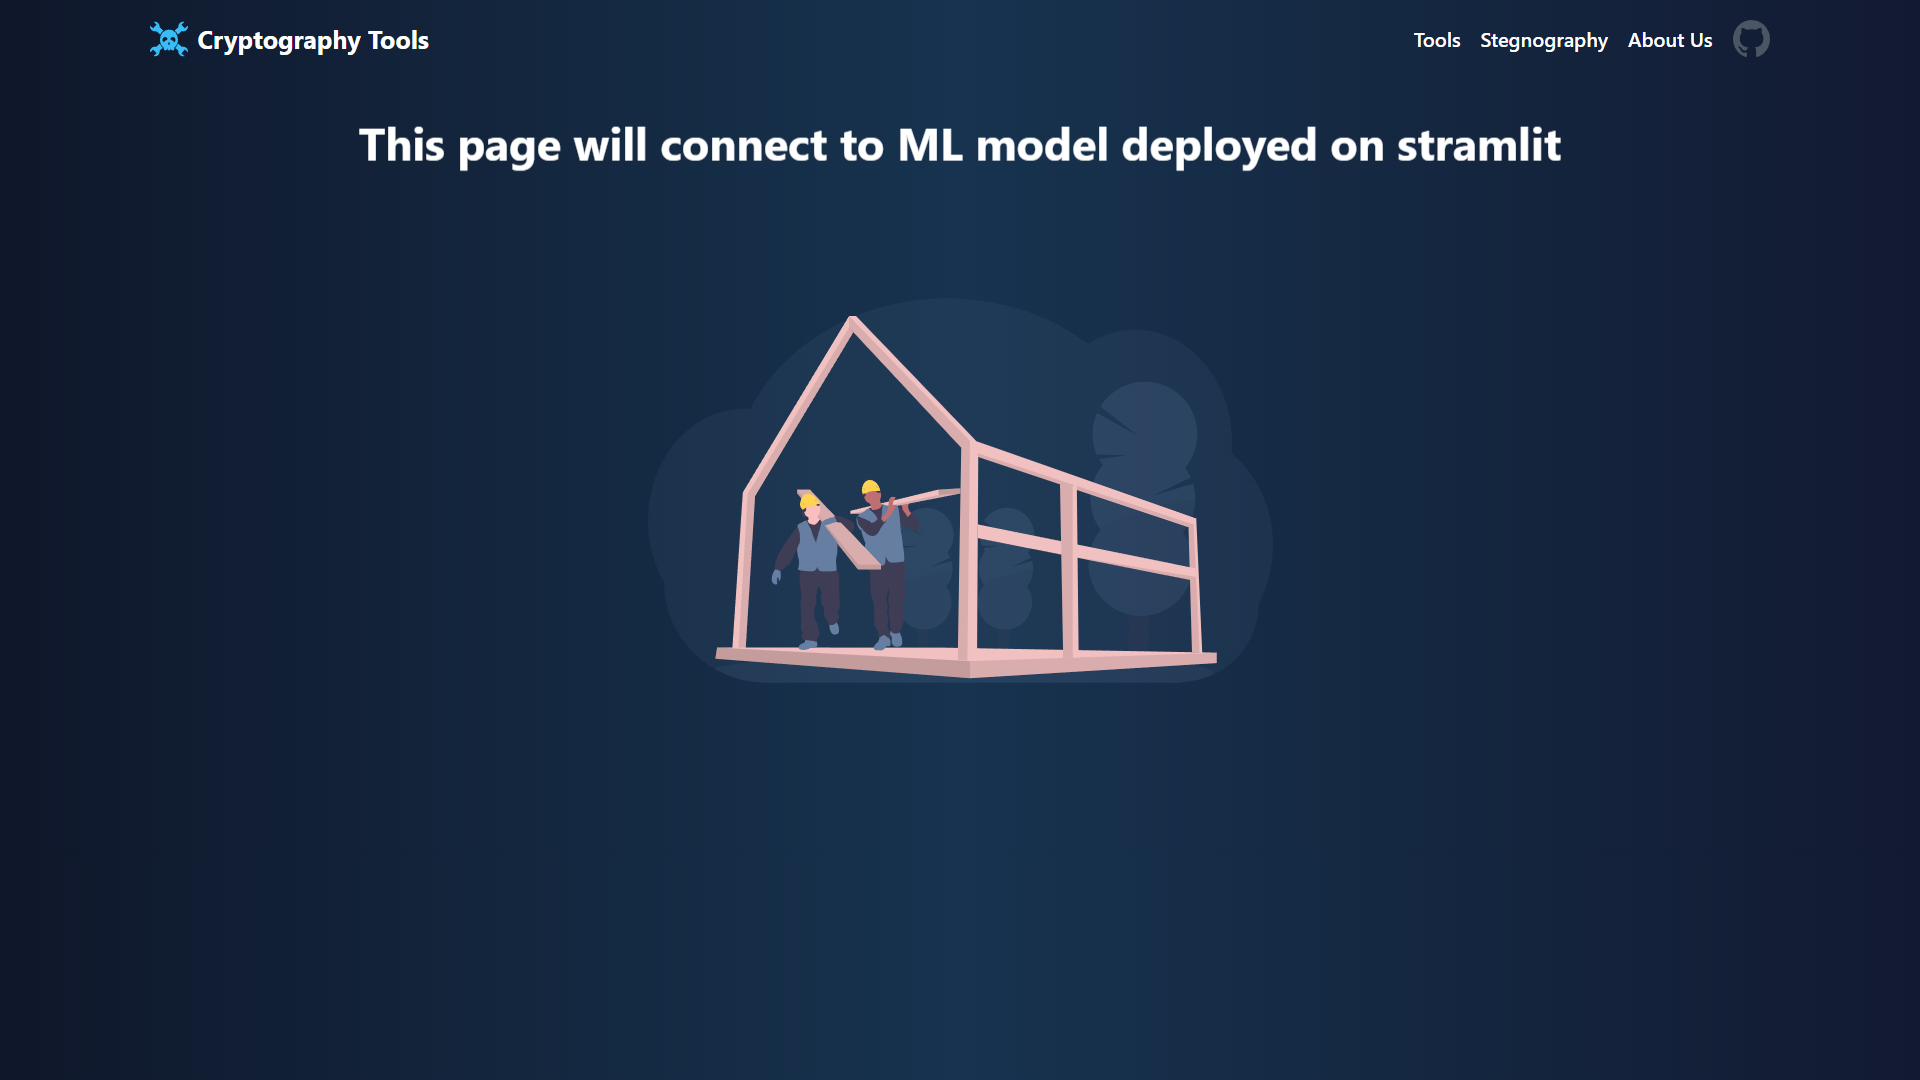 Cryptography Tools
Tools
Stegnography
About Us
This page will connect to ML model deployed on stramlit